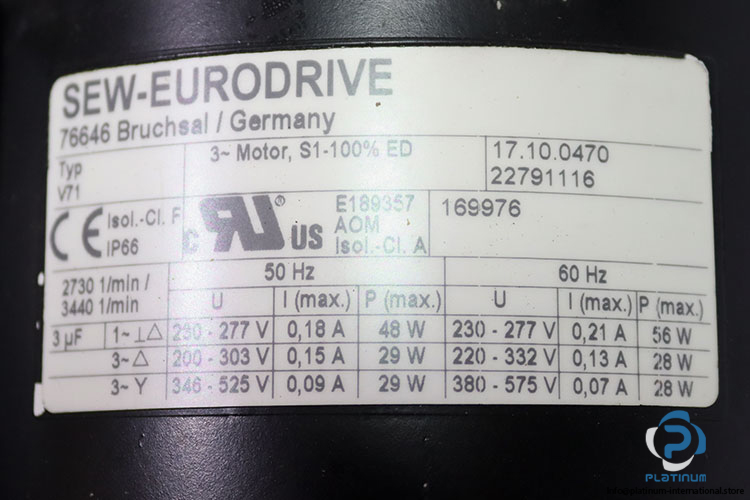 SEW-EURODRIVE
76646 Bruchsal / Germany
Typ
V71
3~ Motor, S1-100% ED
17.10.0470
22791116
Isol.-Cl. F
IP66
E189357
AOM
Isol.-Cl. A
169976
C US
2730 1/min /
3440 1/min
50 Hz 60 Hz
U I (max.) P (max.) U I (max.) P (max.)
3 µF 1~ ⊥△ 230 - 277 V 0,18 A 48 W 230 - 277 V 0,21 A 56 W
3~ △ 200 - 303 V 0,15 A 29 W 220 - 332 V 0,13 A 28 W
3~ Y 346 - 525 V 0,09 A 29 W 380 - 575 V 0,07 A 28 W
PLATINUM